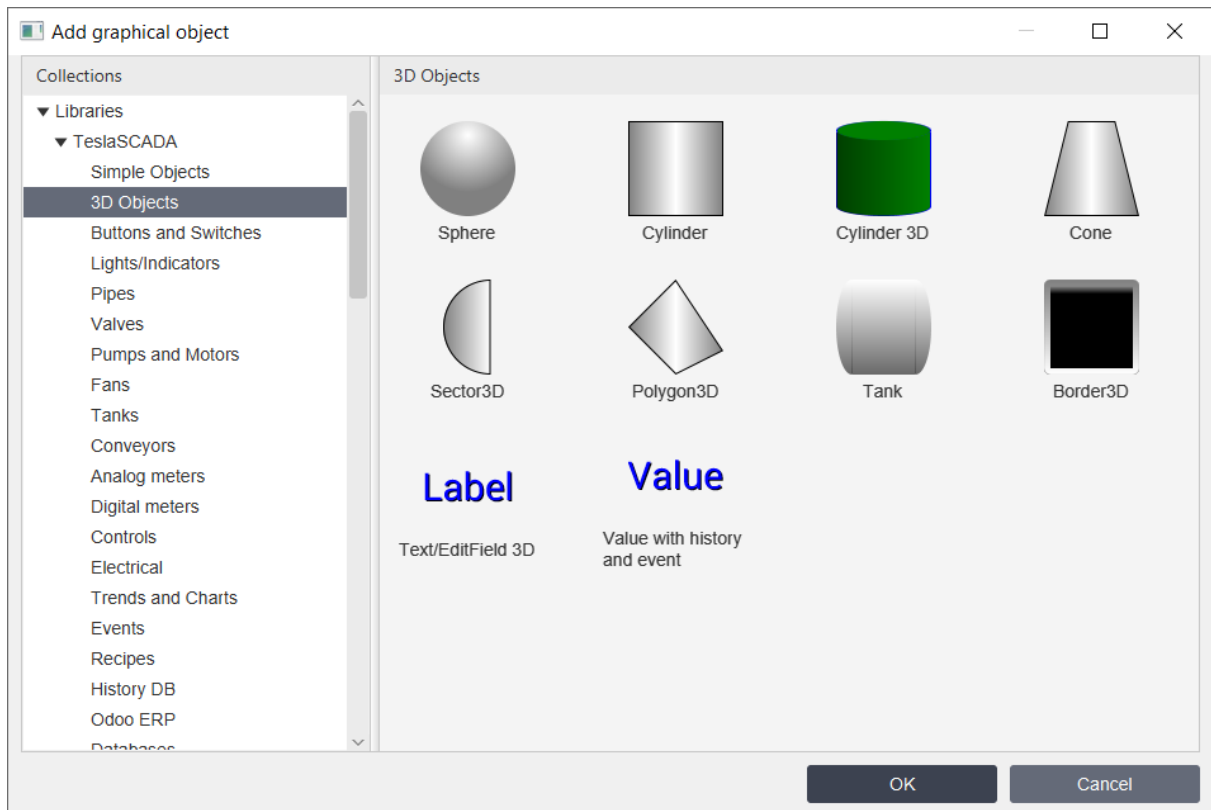 Add graphical object
Collections
Libraries
TeslaSCADA
Simple Objects
3D Objects
Buttons and Switches
Lights/Indicators
Pipes
Valves
Pumps and Motors
Fans
Tanks
Conveyors
Analog meters
Digital meters
Controls
Electrical
Trends and Charts
Events
Recipes
History DB
Odoo ERP
Databases
3D Objects
Sphere
Cylinder
Cylinder 3D
Cone
Sector3D
Polygon3D
Tank
Border3D
Label
Value
Text/EditField 3D
Value with history
and event
OK
Cancel